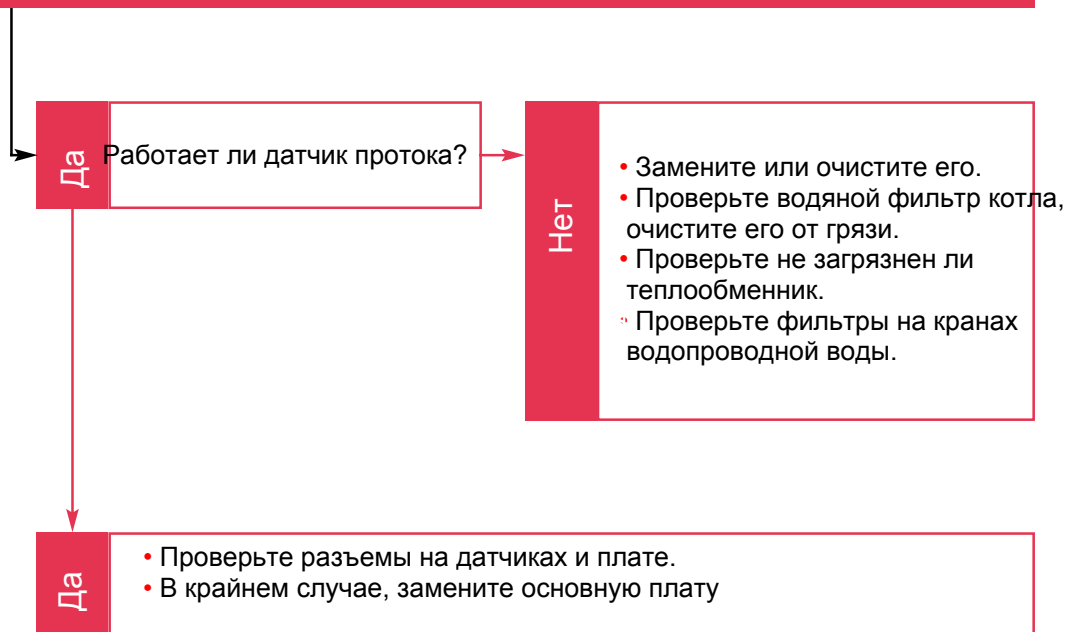 Да
Работает ли датчик протока?
Нет
• Замените или очистите его.
• Проверьте водяной фильтр котла,
очистите его от грязи.
• Проверьте не загрязнен ли
теплообменник.
• Проверьте фильтры на кранах
водопроводной воды.
Да
• Проверьте разъемы на датчиках и плате.
• В крайнем случае, замените основную плату